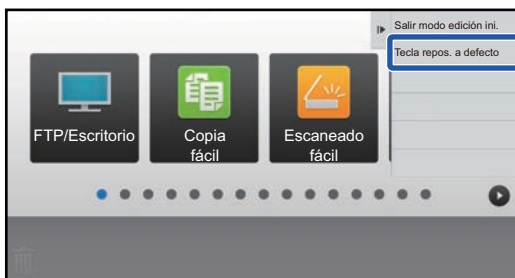 Salir modo edición ini.
Tecla repos. a defecto
FTP/Escritorio
Copia
fácil
Escaneado
fácil